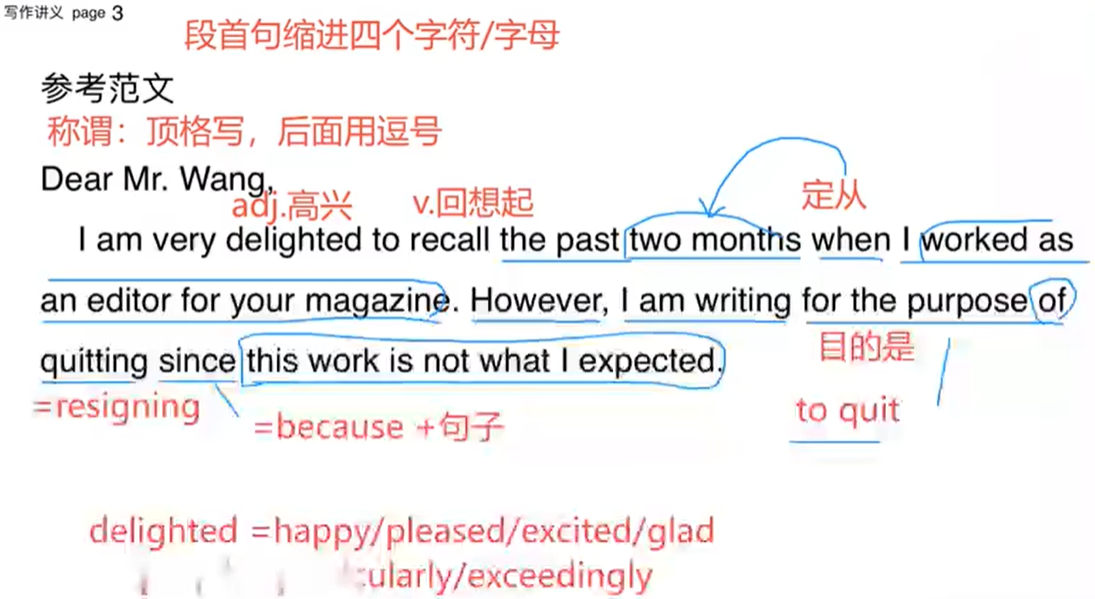 写作讲义 page 3
段首句缩进四个字符/字母
参考范文
称谓：顶格写，后面用逗号
Dear Mr. Wang,
adj.高兴 v.回想起 定从
I am very delighted to recall the past two months when I worked as
an editor for your magazine. However, I am writing for the purpose of
目的是
quitting since this work is not what I expected.
=resigning
=because +句子
to quit
delighted =happy/pleased/excited/glad
/exceedingly